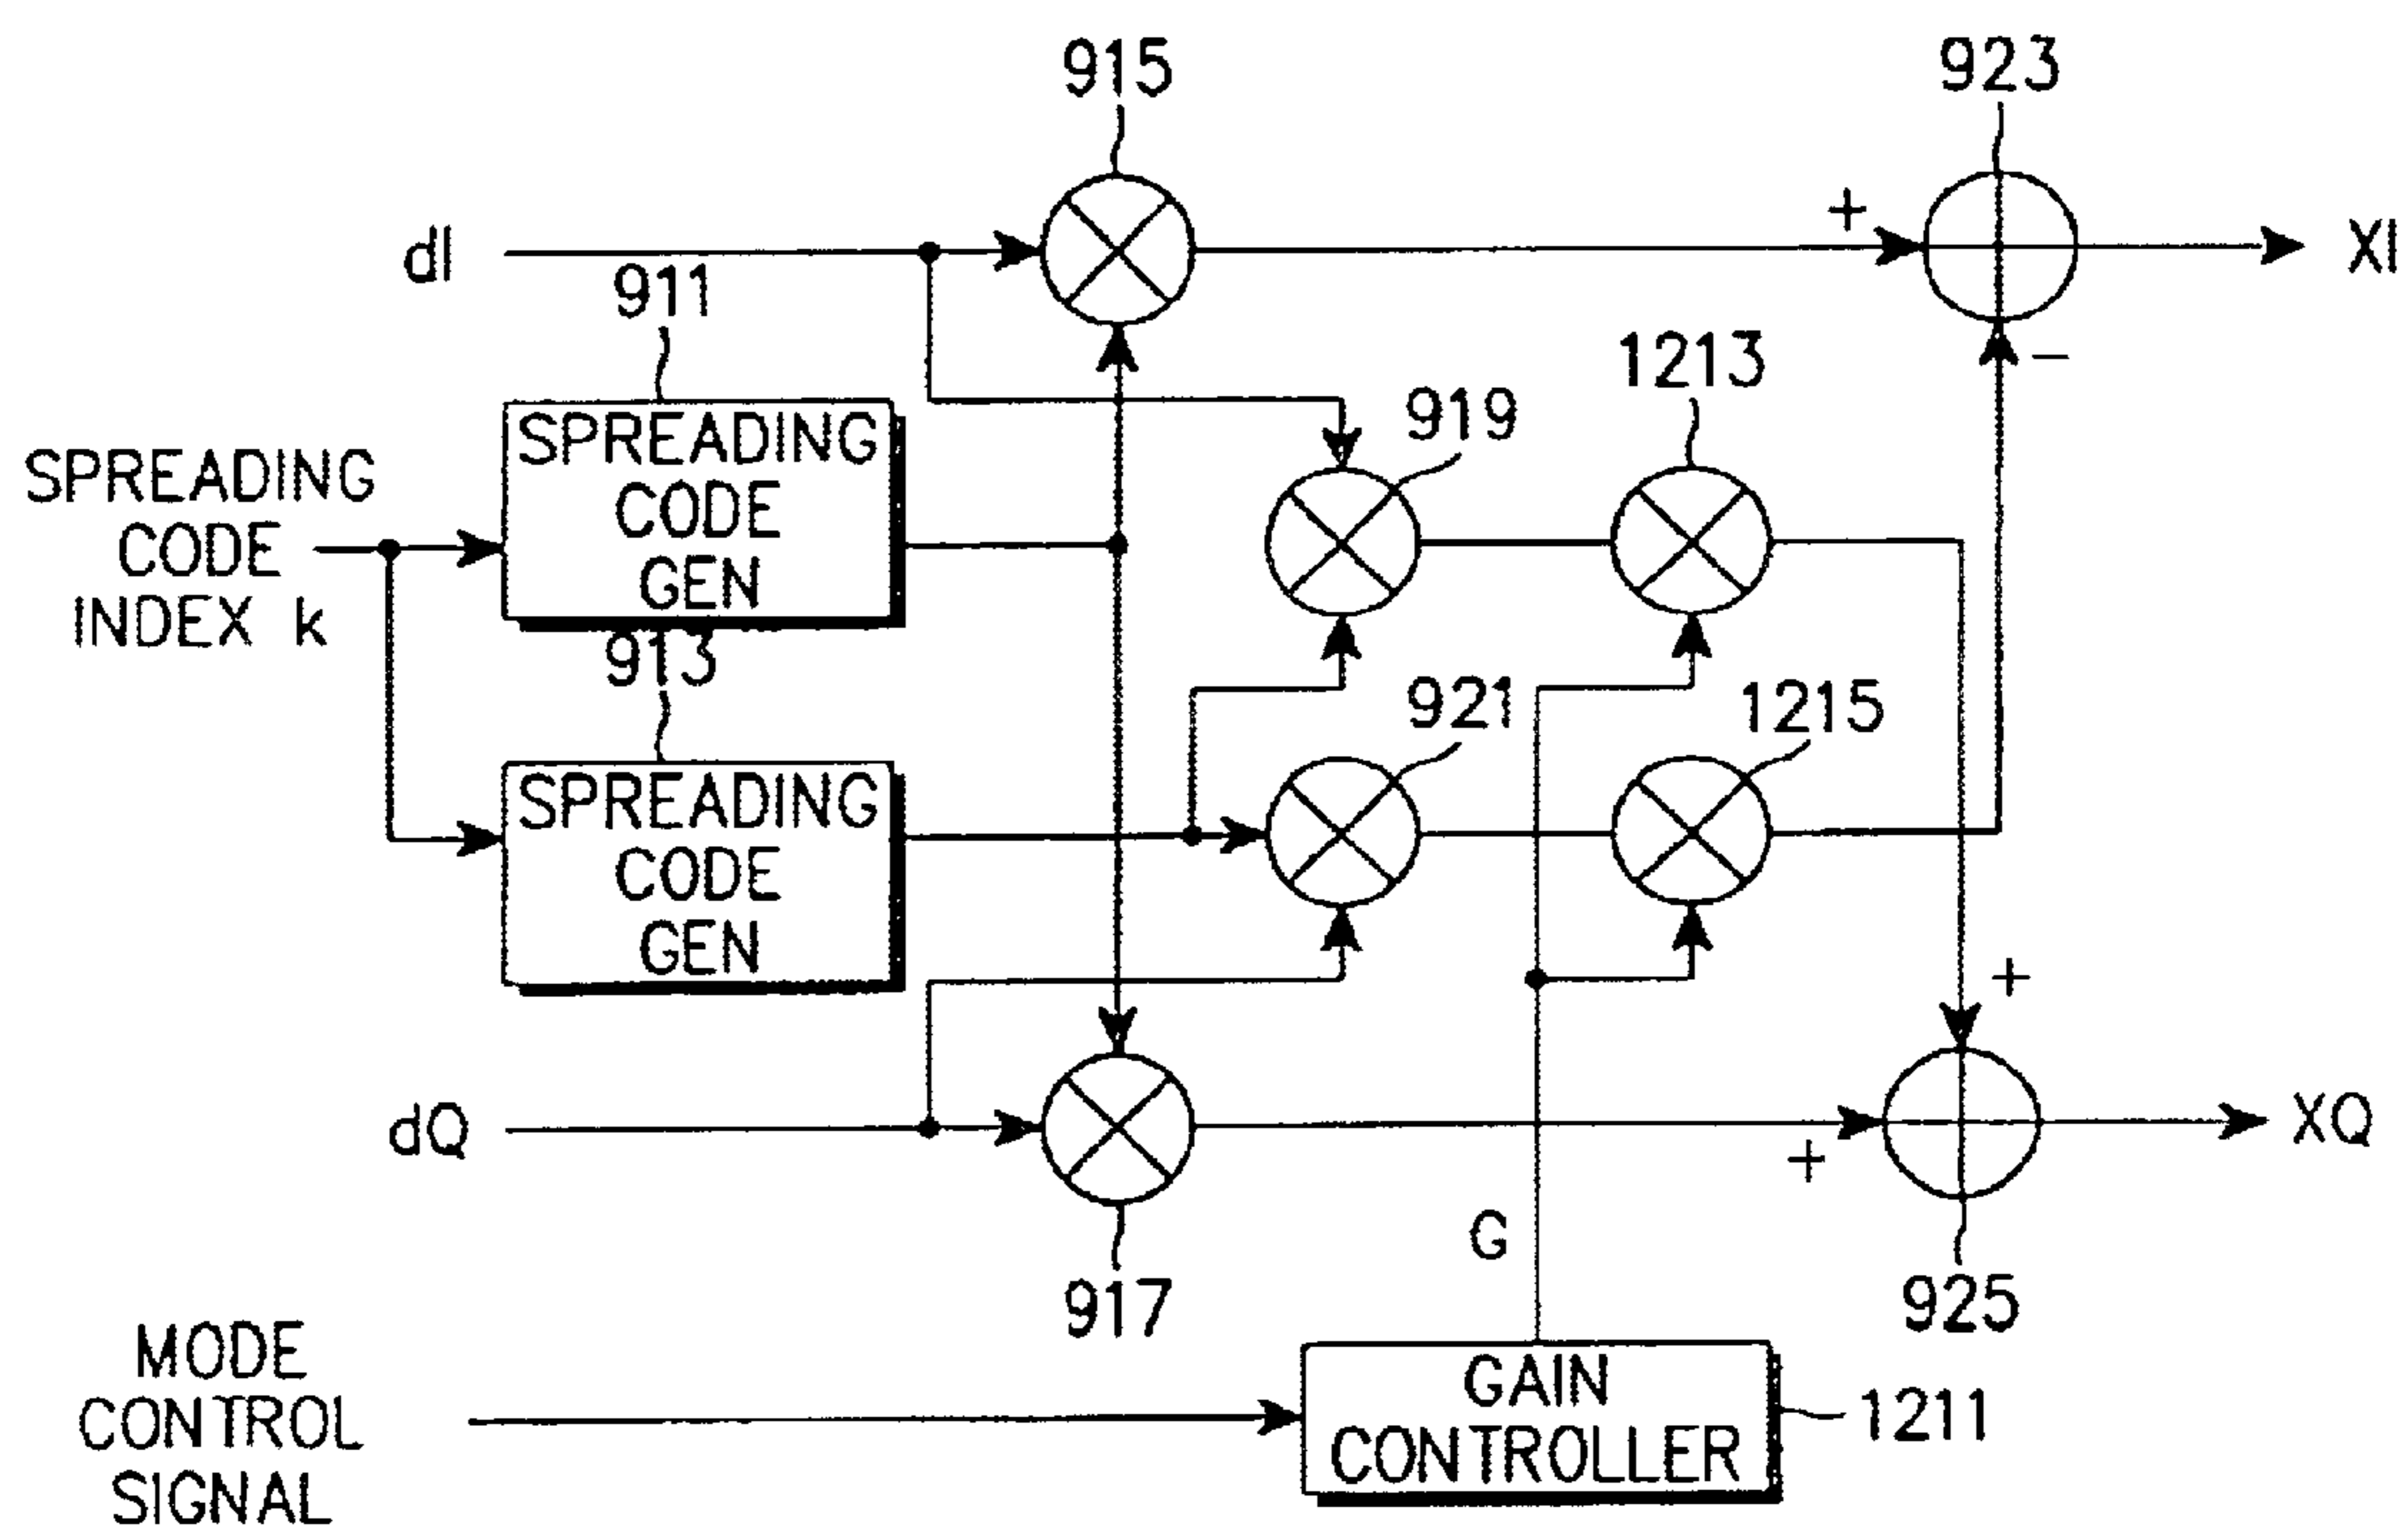 915
923
dI
XI
911
1213
SPREADING
CODE
GEN
919
SPREADING
CODE
INDEX k
913
921
1215
SPREADING
CODE
GEN
dQ
XQ
+
−
+
+
G
917
925
MODE
CONTROL
SIGNAL
GAIN
CONTROLLER
1211